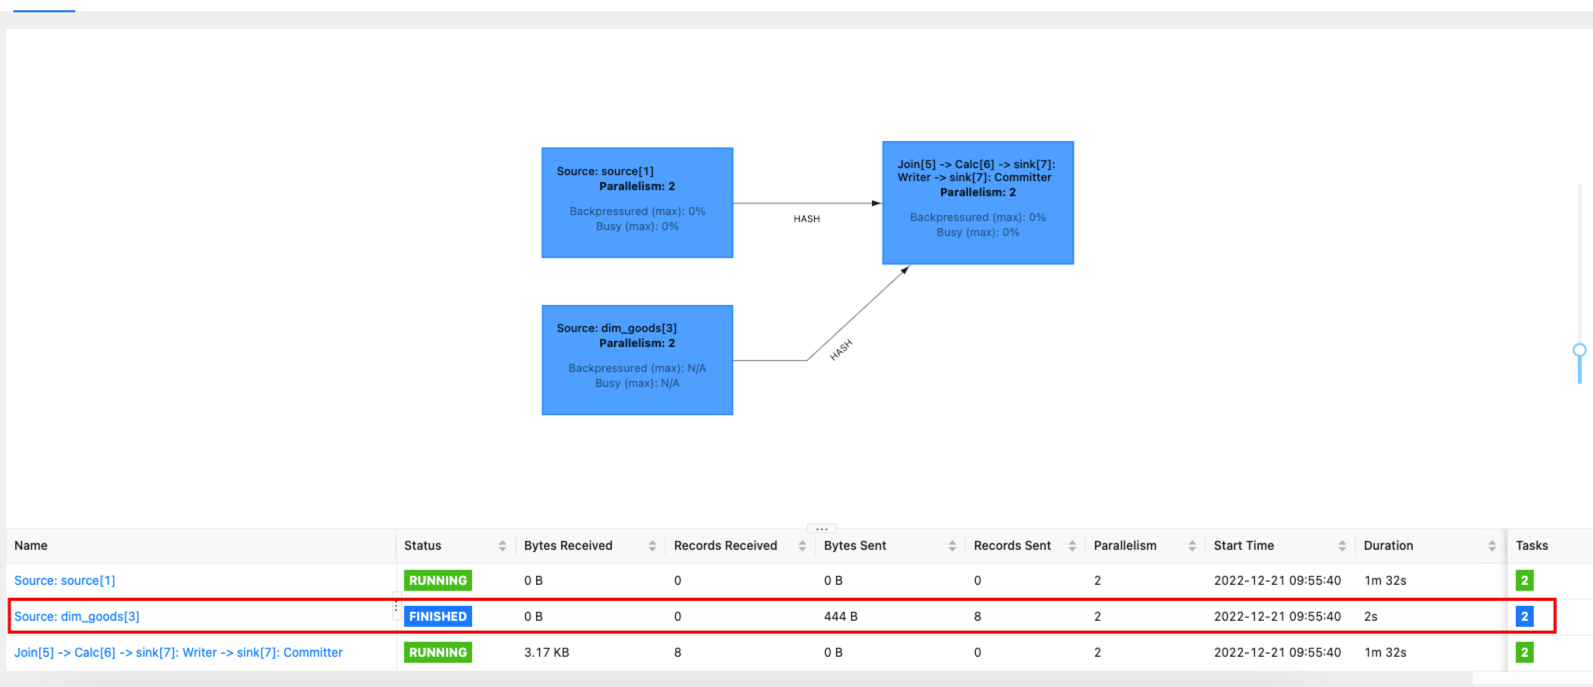 Source: source[1]
Parallelism: 2
Backpressured (max): 0%
Busy (max): 0%
HASH
Join[5] -> Calc[6] -> sink[7]:
Writer -> sink[7]: Committer
Parallelism: 2
Backpressured (max): 0%
Busy (max): 0%
Source: dim_goods[3]
Parallelism: 2
Backpressured (max): N/A
Busy (max): N/A
HASH
...
Name Status Bytes Received Records Received Bytes Sent Records Sent Parallelism Start Time Duration Tasks
Source: source[1] RUNNING 0 B 0 0 B 0 2 2022-12-21 09:55:40 1m 32s 2
Source: dim_goods[3] FINISHED 0 B 0 444 B 8 2 2022-12-21 09:55:40 2s 2
Join[5] -> Calc[6] -> sink[7]: Writer -> sink[7]: Committer RUNNING 3.17 KB 8 0 B 0 2 2022-12-21 09:55:40 1m 32s 2